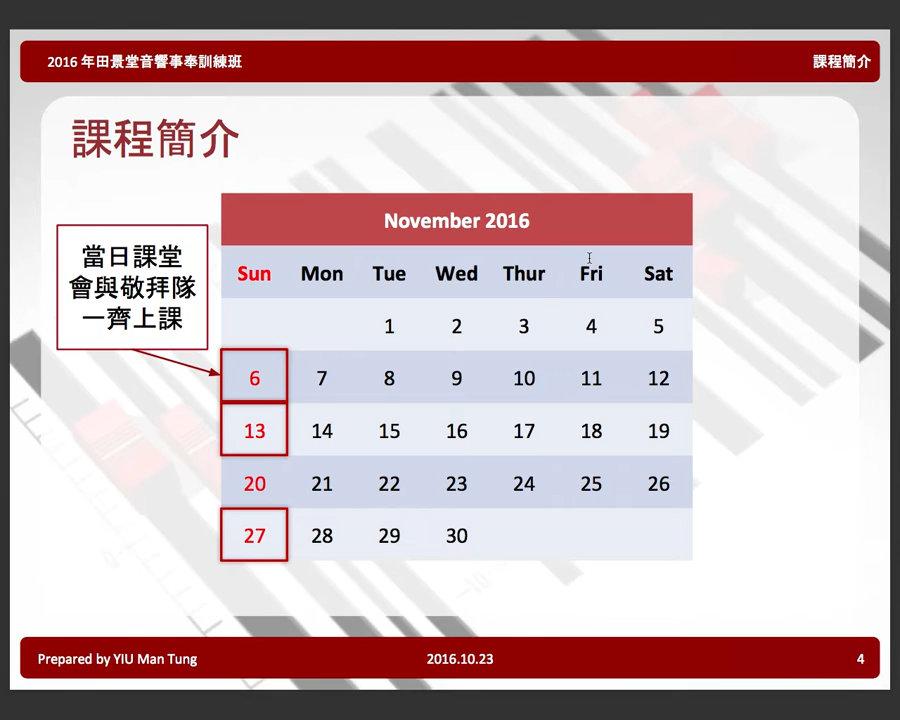 2016 年田景堂音響事奉訓練班 課程簡介
課程簡介
當日課堂
會與敬拜隊
一齊上課
November 2016
Sun Mon Tue Wed Thur Fri Sat
1 2 3 4 5
6 7 8 9 10 11 12
13 14 15 16 17 18 19
20 21 22 23 24 25 26
27 28 29 30
Prepared by YIU Man Tung 2016.10.23 4